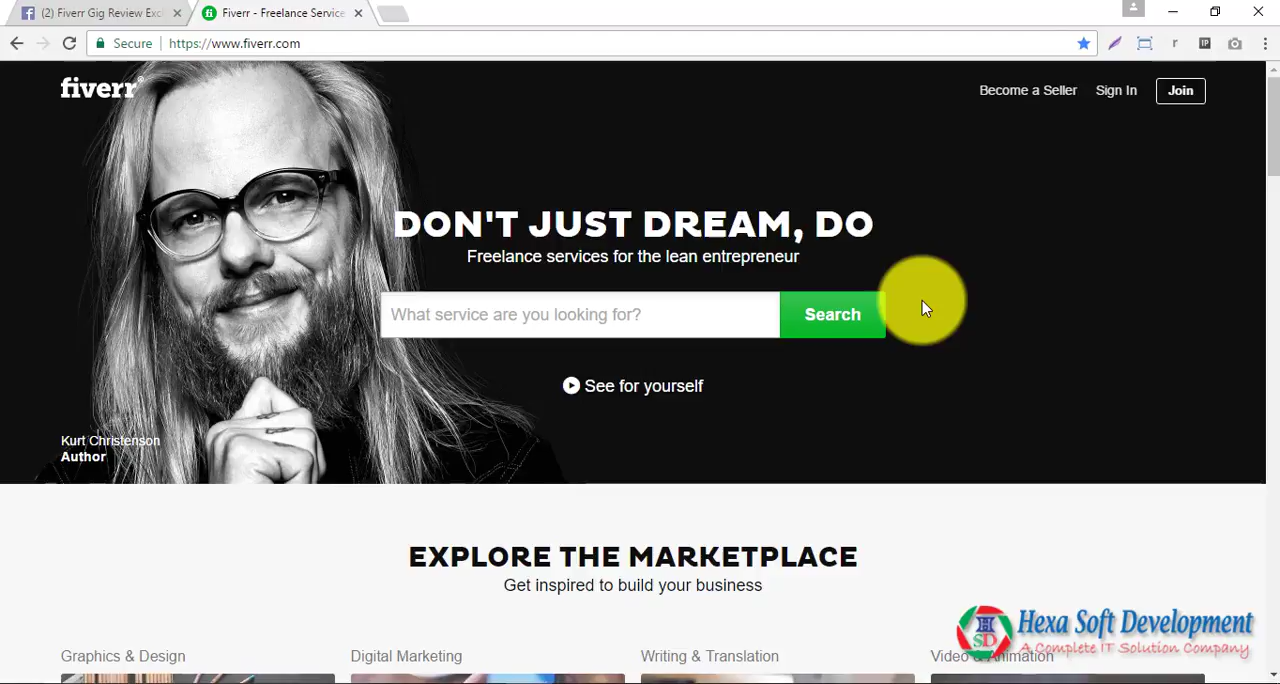 (2) Fiverr Gig Review Exc
Fiverr - Freelance Service
Secure
https://www.fiverr.com
r
IP
fiverr®
Become a Seller
Sign In
Join
DON'T JUST DREAM, DO
Freelance services for the lean entrepreneur
What service are you looking for?
Search
See for yourself
Kurt Christenson
Author
EXPLORE THE MARKETPLACE
Get inspired to build your business
Graphics & Design
Digital Marketing
Writing & Translation
Video & Animation
HSD
Hexa Soft Development
A Complete IT Solution Company